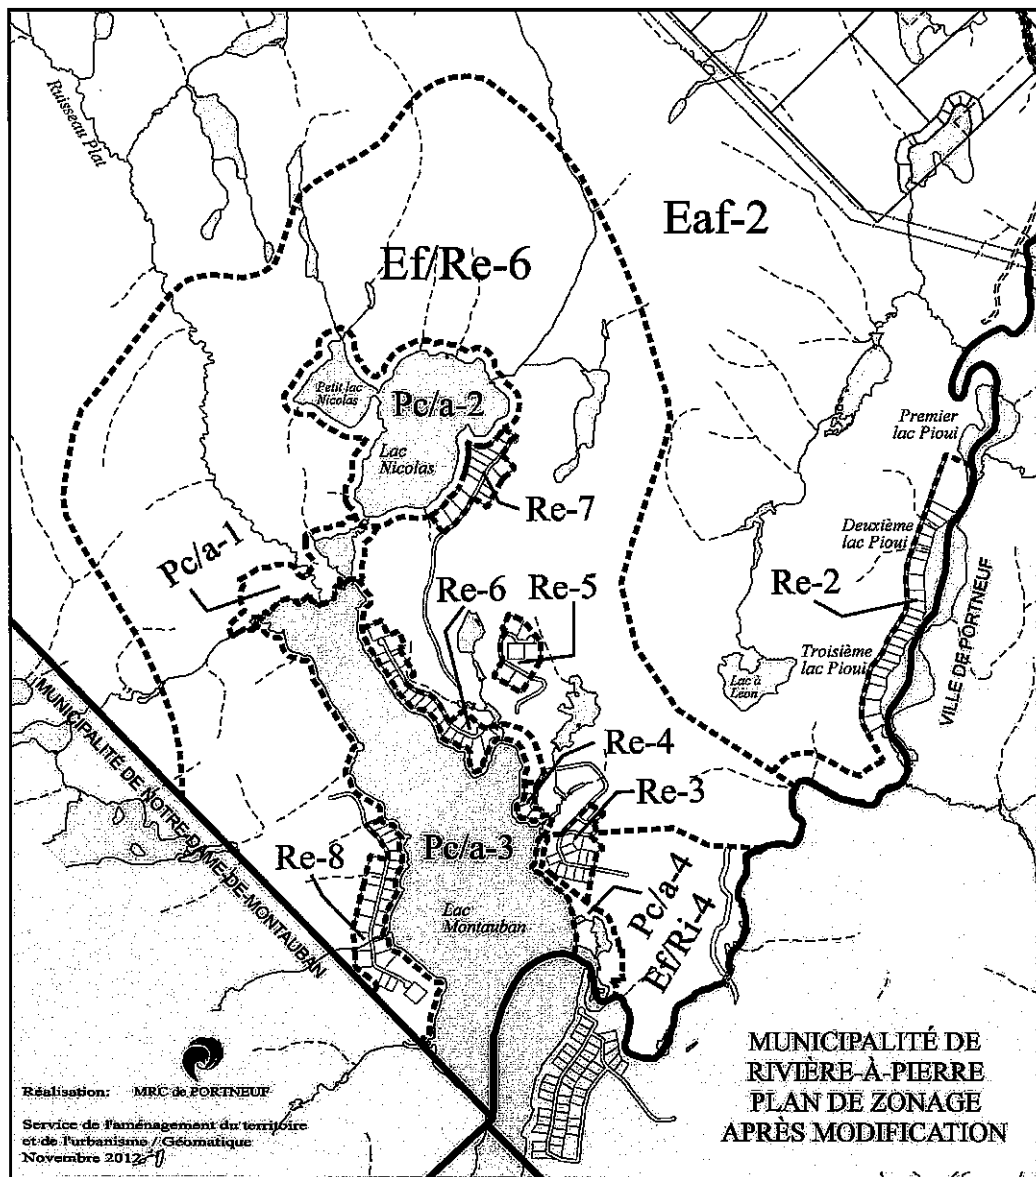 Ruisseau Plat
Eaf-2
Ef/Re-6
Petit lac
Nicolas
Pc/a-2
Lac
Nicolas
Premier
lac Pioui
Re-7
Deuxième
lac Pioui
Pc/a-1
Re-6
Re-5
Re-2
Troisième
lac Pioui
Lac à
Léon
VILLE DE PORTNEUF
MUNICIPALITÉ DE NOTRE-DAME-DE-MONTAUBAN
Re-4
Re-3
Pc/a-3
Re-8
Pc/a-4
Ef/Ri-4
Lac
Montauban
MUNICIPALITÉ DE
RIVIÈRE-À-PIERRE
PLAN DE ZONAGE
APRÈS MODIFICATION
Réalisation: MRC de PORTNEUF
Service de l'aménagement du territoire
et de l'urbanisme / Géomatique
Novembre 2012